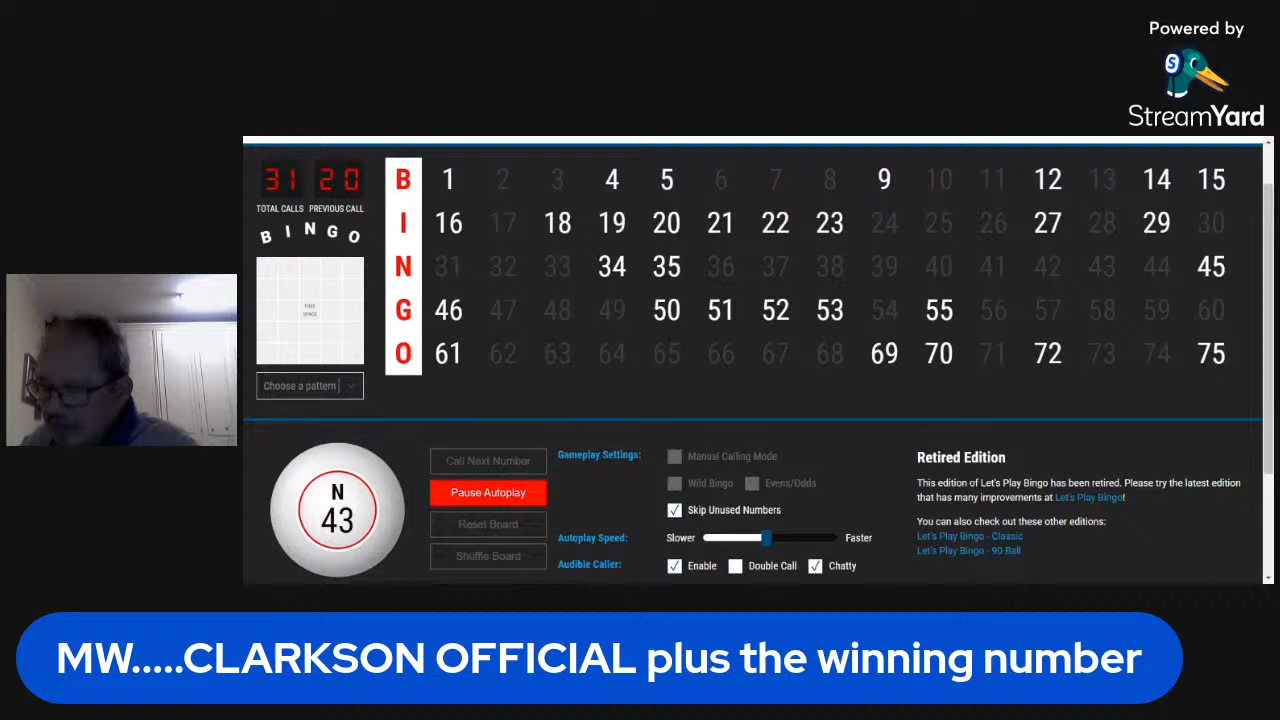 Powered by
S
StreamYard
31 20
TOTAL CALLS PREVIOUS CALL
B I N G O
FREE
SPACE
Choose a pattern
B 1 2 3 4 5 6 7 8 9 10 11 12 13 14 15
I 16 17 18 19 20 21 22 23 24 25 26 27 28 29 30
N 31 32 33 34 35 36 37 38 39 40 41 42 43 44 45
G 46 47 48 49 50 51 52 53 54 55 56 57 58 59 60
O 61 62 63 64 65 66 67 68 69 70 71 72 73 74 75
N
43
Call Next Number
Pause Autoplay
Reset Board
Shuffle Board
Gameplay Settings:
Manual Calling Mode
Wild Bingo Evens/Odds
Skip Unused Numbers
Autoplay Speed: Slower Faster
Audible Caller: Enable Double Call Chatty
Retired Edition
This edition of Let's Play Bingo has been retired. Please try the latest edition
that has many improvements at Let's Play Bingo!
You can also check out these other editions:
Let's Play Bingo - Classic
Let's Play Bingo - 90 Ball
MW.....CLARKSON OFFICIAL plus the winning number